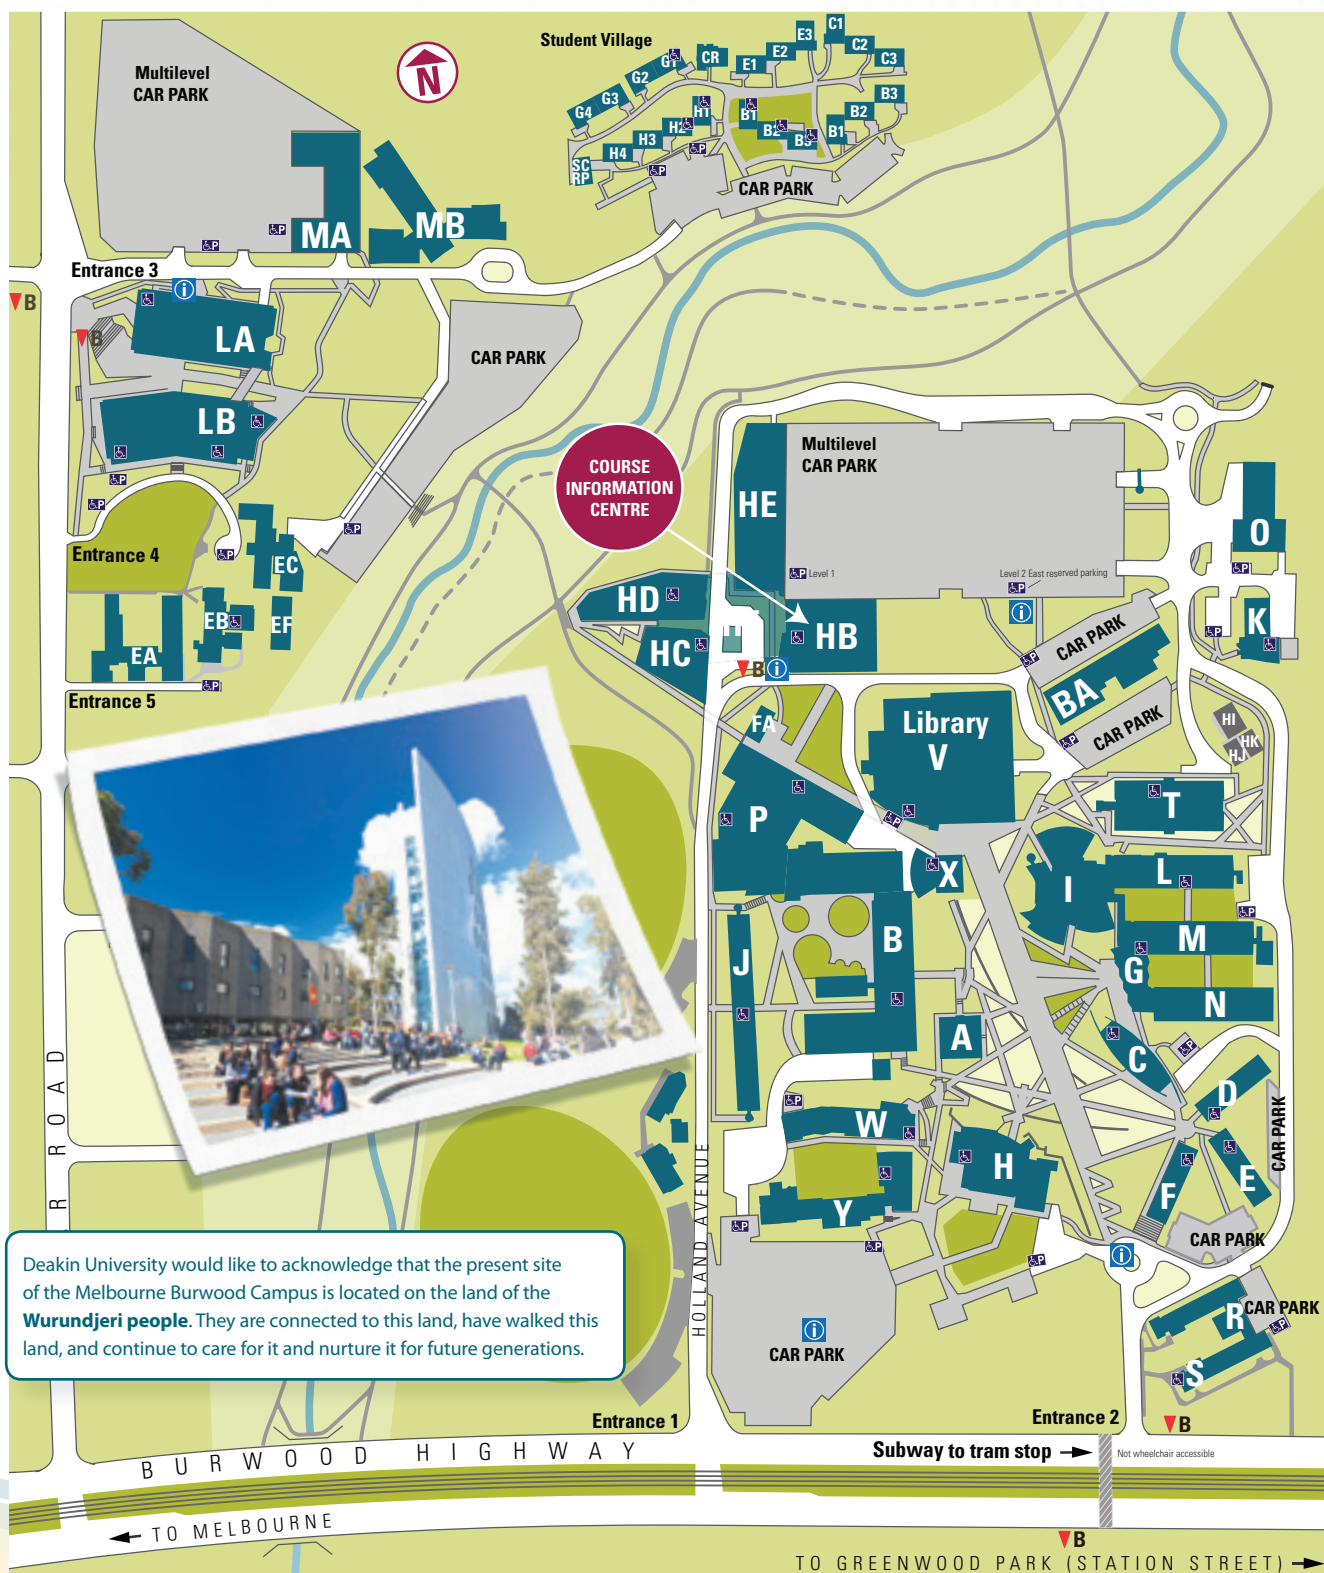 Student Village
Multilevel
CAR PARK
N
C1
E3
C2
E2
C3
CR
E1
G1
G2
G3
G4
B3
B2
B1
H1
B1
H2
B2
B3
H3
H4
SC
RP
P
P
CAR PARK
MA
MB
P
P
Entrance 3
i
B
B
LA
CAR PARK
LB
P
P
P
P
Entrance 4
EC
EB
EF
EA
P
Entrance 5
COURSE
INFORMATION
CENTRE
HE
Multilevel
CAR PARK
P Level 1
Level 2 East reserved parking
P
i
O
P
K
P
HD
HC
HB
B
i
CAR PARK
P
BA
CAR PARK
P
HI
HK
HJ
FA
Library
V
P
P
T
X
I
L
P
B
M
G
J
N
A
C
P
D
P
W
H
CAR PARK
E
F
Y
P
P
P
CAR PARK
i
R
CAR PARK
P
S
i
CAR PARK
HOLLAND AVENUE
R ROAD
Deakin University would like to acknowledge that the present site
of the Melbourne Burwood Campus is located on the land of the
Wurundjeri people. They are connected to this land, have walked this
land, and continue to care for it and nurture it for future generations.
Entrance 1
Entrance 2
B
BURWOOD HIGHWAY
Subway to tram stop
Not wheelchair accessible
TO MELBOURNE
B
TO GREENWOOD PARK (STATION STREET)